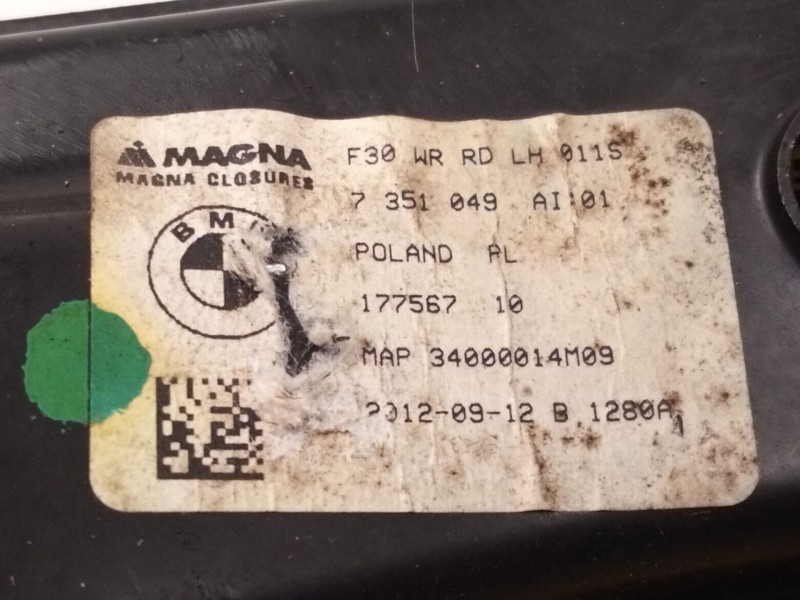 MAGNA
MAGNA CLOSURES
BM
F30 WR RD LH 011S
7 351 049 AI:01
POLAND PL
177567 10
MAP 34000014M09
2012-09-12 B 1280A